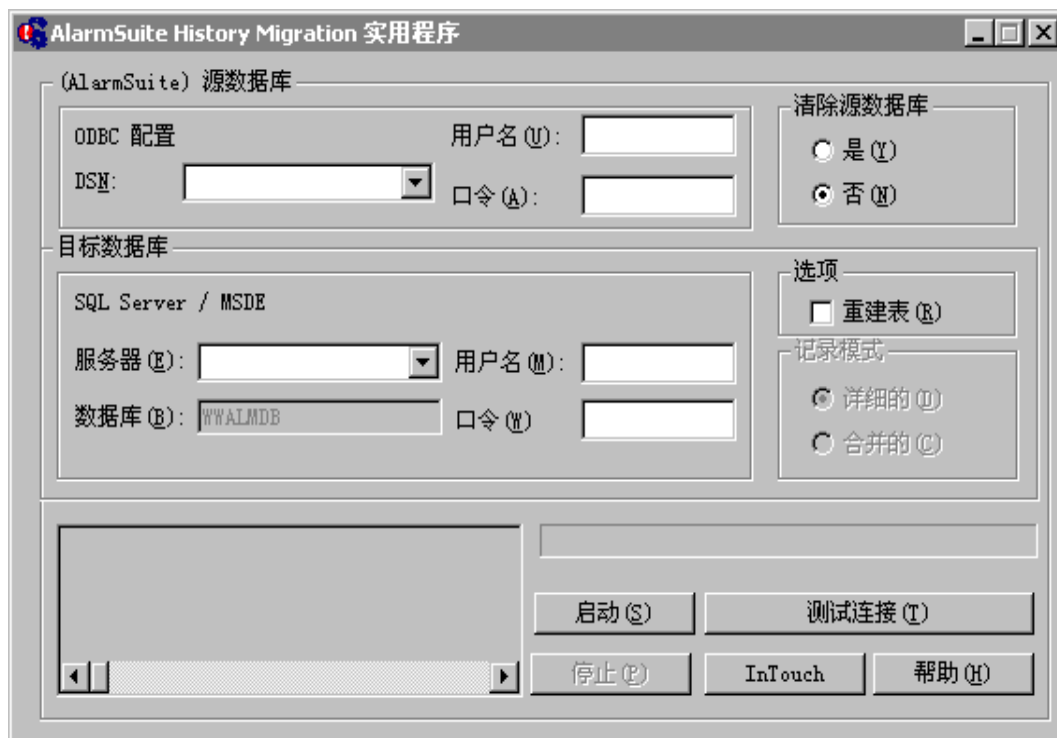 AlarmSuite History Migration 实用程序
(AlarmSuite) 源数据库
ODBC 配置
用户名(U):
DSN:
口令(A):
清除源数据库
是(Y)
否(N)
目标数据库
SQL Server / MSDE
服务器(E):
用户名(M):
数据库(B): WWALMDB
口令(W)
选项
重建表(R)
记录模式
详细的(D)
合并的(C)
启动(S)
测试连接(T)
停止(P)
InTouch
帮助(H)